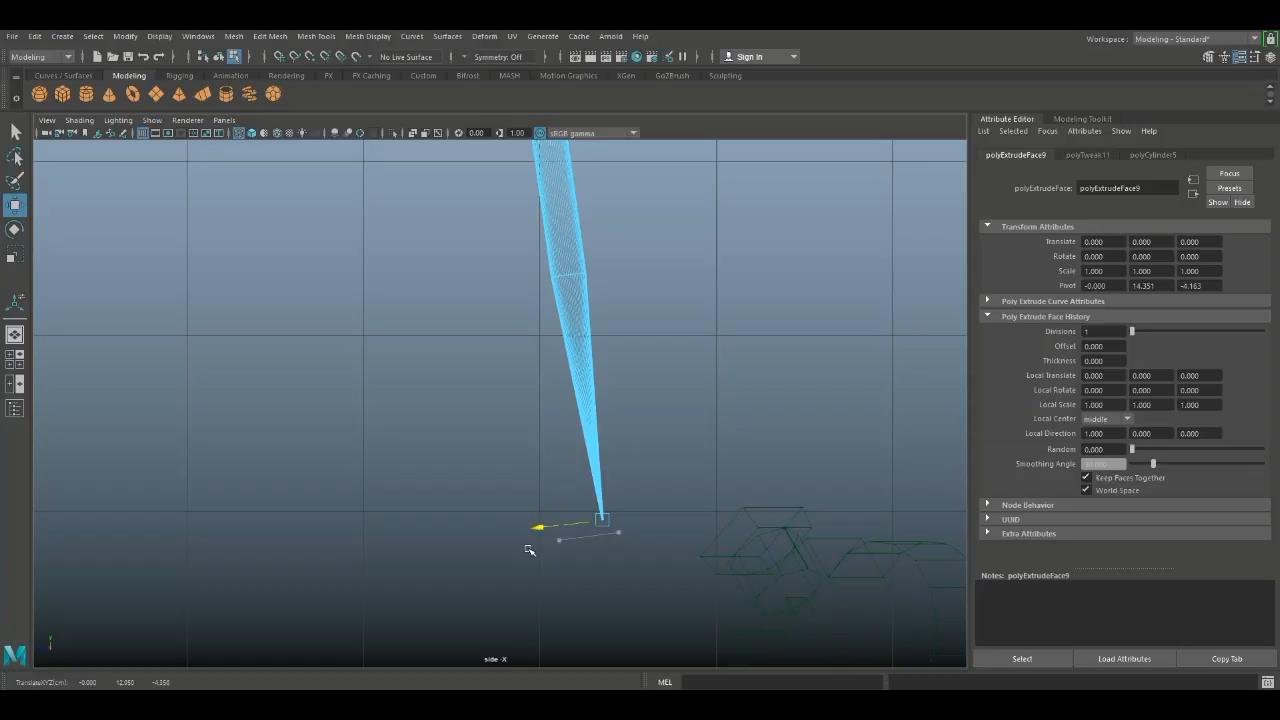 File Edit Create Select Modify Display Windows Mesh Edit Mesh Mesh Tools Mesh Display Curves Surfaces Deform UV Generate Cache Arnold Help
Workspace : Modeling - Standard*
Modeling No Live Surface Symmetry: Off Sign In
Curves / Surfaces Modeling Rigging Animation Rendering FX FX Caching Custom Bifrost MASH Motion Graphics XGen GoZBrush Sculpting
View Shading Lighting Show Renderer Panels
0.00 1.00 sRGB gamma
Attribute Editor Modeling Toolkit
List Selected Focus Attributes Show Help
polyExtrudeFace9 polyTweak11 polyCylinder5
Focus
polyExtrudeFace: polyExtrudeFace9 Presets
Show Hide
Transform Attributes
Translate 0.000 0.000 0.000
Rotate 0.000 0.000 0.000
Scale 1.000 1.000 1.000
Pivot -0.000 14.351 -4.163
Poly Extrude Curve Attributes
Poly Extrude Face History
Divisions 1
Offset 0.000
Thickness 0.000
Local Translate 0.000 0.000 0.000
Local Rotate 0.000 0.000 0.000
Local Scale 1.000 1.000 1.000
Local Center middle
Local Direction 1.000 0.000 0.000
Random 0.000
Smoothing Angle
Keep Faces Together
World Space
Node Behavior
UUID
Extra Attributes
Notes: polyExtrudeFace9
side -X
Select Load Attributes Copy Tab
TranslateXYZ(cm): -0.000 12.950 -4.356 MEL